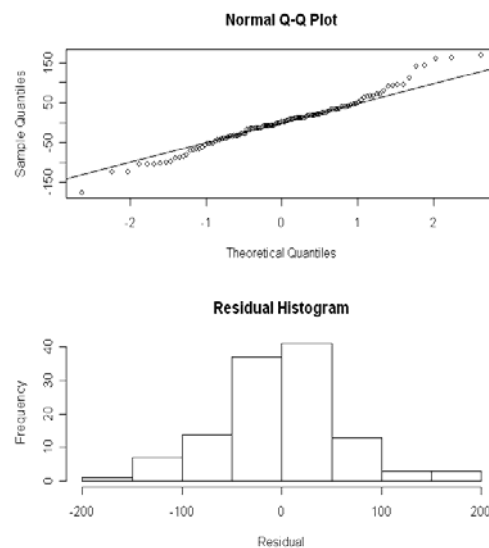 Normal Q-Q Plot
Sample Quantiles
150
50
-50
-150
-2 -1 0 1 2
Theoretical Quantiles
Residual Histogram
Frequency
40
30
20
10
0
-200 -100 0 100 200
Residual